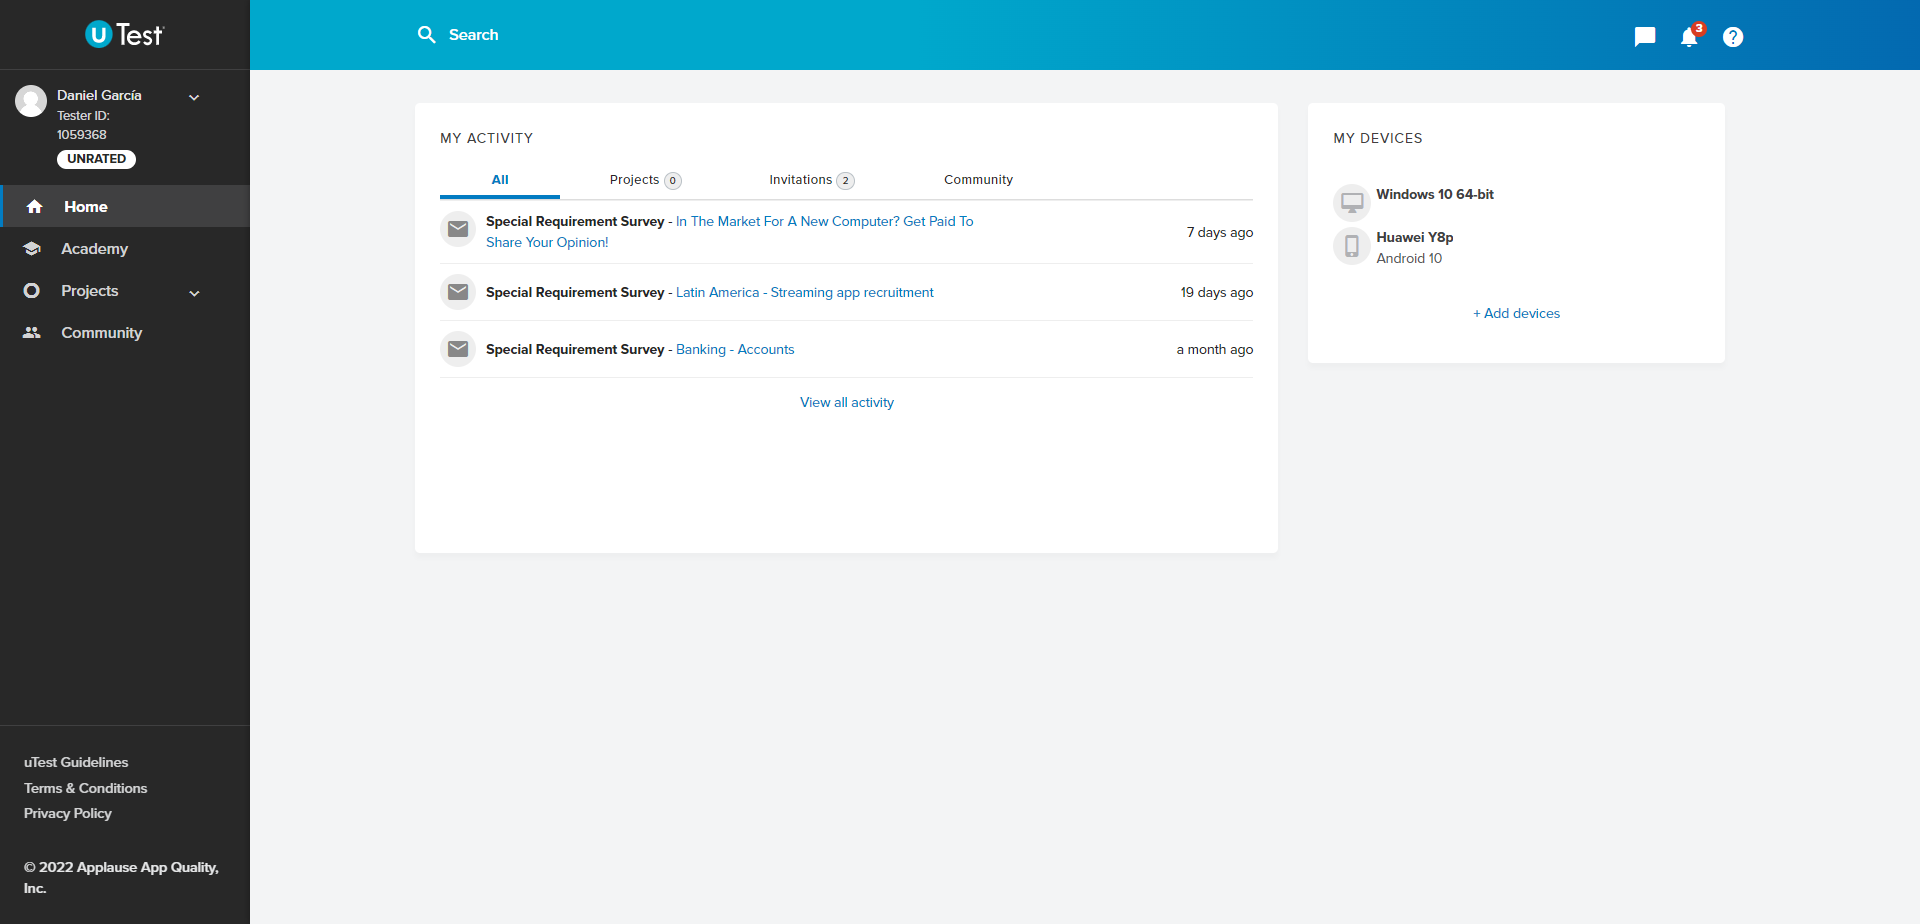 uTest
Search
3
?
Daniel García
Tester ID:
1059368
UNRATED
Home
Academy
Projects
Community
MY ACTIVITY
All
Projects 0
Invitations 2
Community
Special Requirement Survey - In The Market For A New Computer? Get Paid To
Share Your Opinion!
7 days ago
Special Requirement Survey - Latin America - Streaming app recruitment
19 days ago
Special Requirement Survey - Banking - Accounts
a month ago
View all activity
MY DEVICES
Windows 10 64-bit
Huawei Y8p
Android 10
+ Add devices
uTest Guidelines
Terms & Conditions
Privacy Policy
© 2022 Applause App Quality,
Inc.